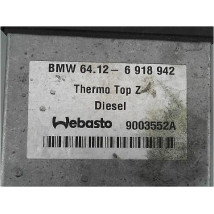 BMW 64.12- 6 918 942
Thermo Top Z
Diesel
Webasto 9003552A